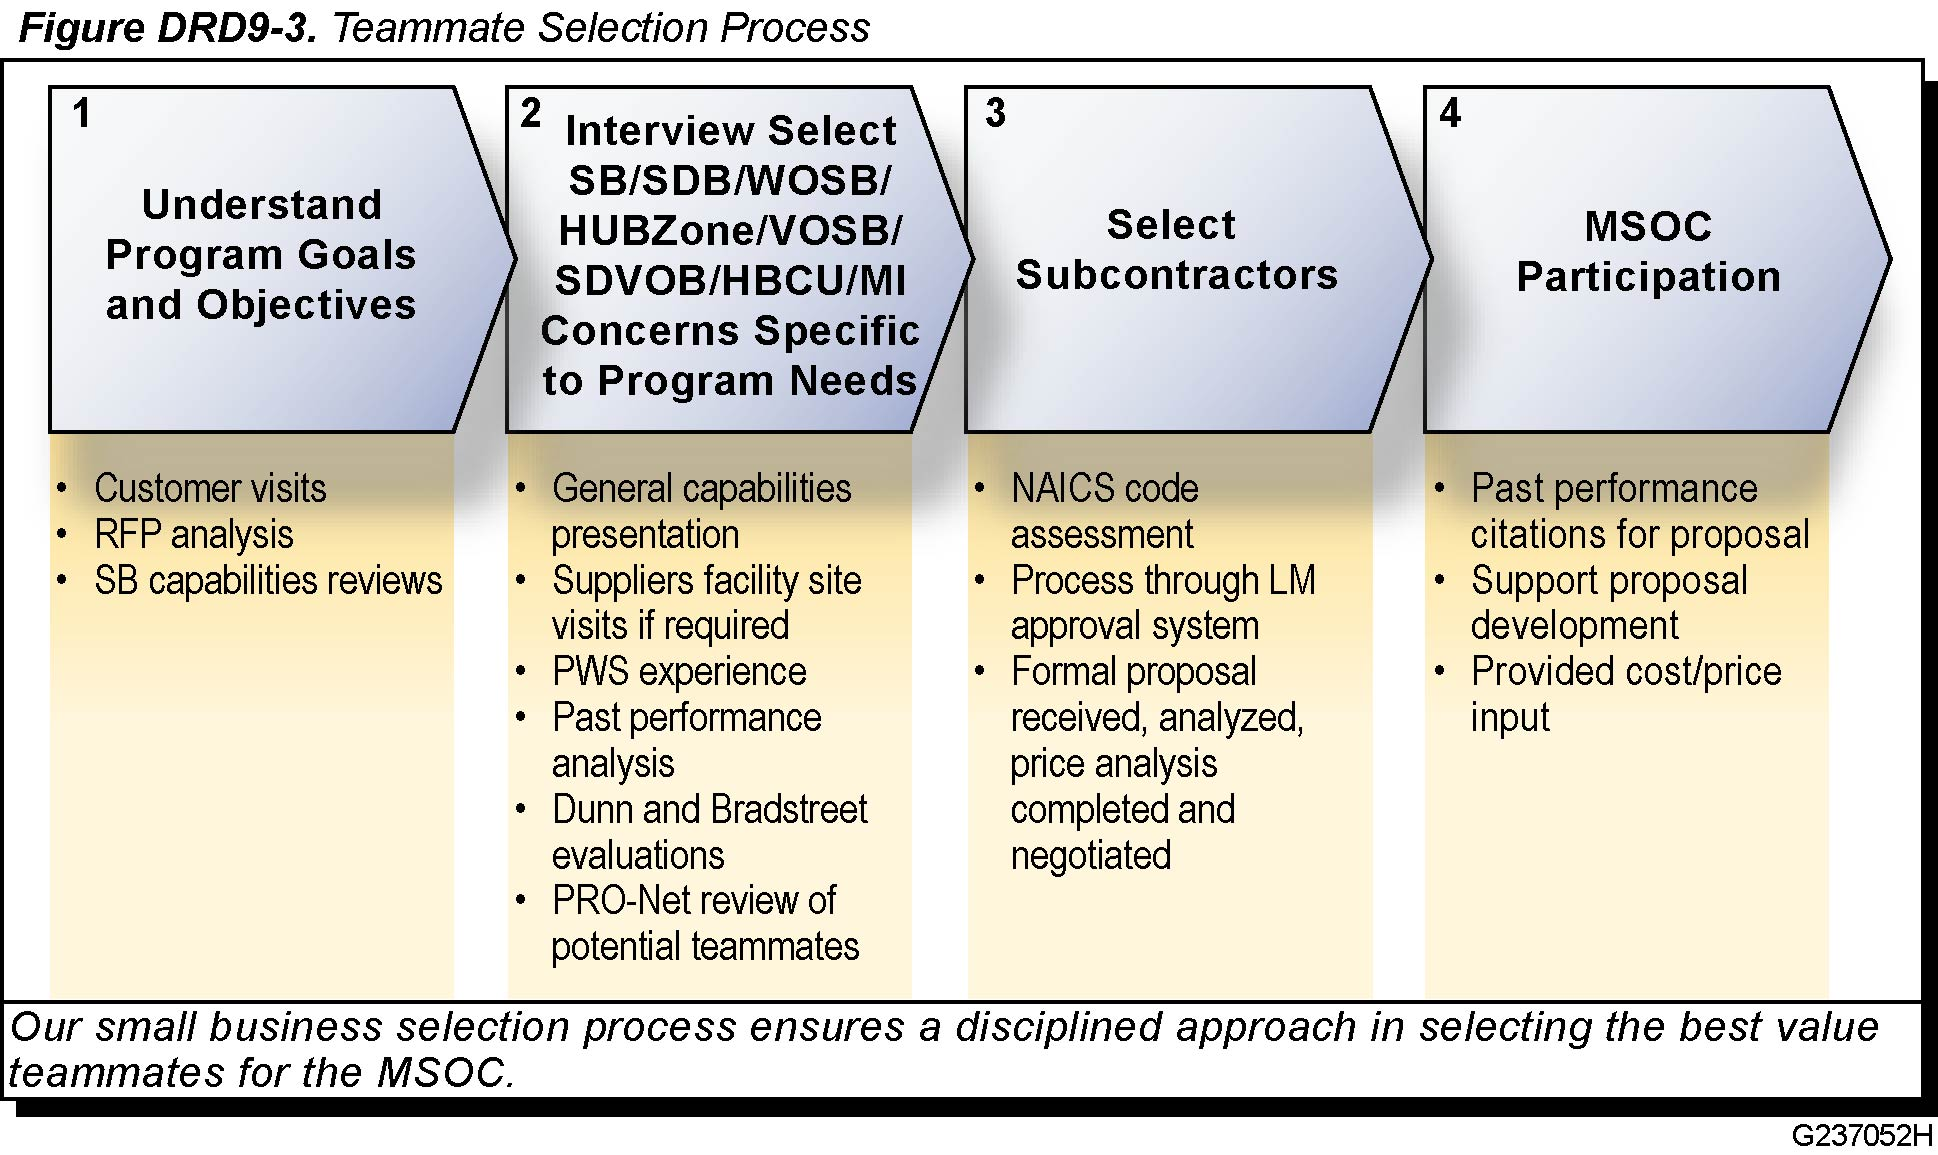 Figure DRD9-3. Teammate Selection Process
1
Understand
Program Goals
and Objectives
• Customer visits
• RFP analysis
• SB capabilities reviews
2
Interview Select
SB/SDB/WOSB/
HUBZone/VOSB/
SDVOB/HBCU/MI
Concerns Specific
to Program Needs
• General capabilities
presentation
• Suppliers facility site
visits if required
• PWS experience
• Past performance
analysis
• Dunn and Bradstreet
evaluations
• PRO-Net review of
potential teammates
3
Select
Subcontractors
• NAICS code
assessment
• Process through LM
approval system
• Formal proposal
received, analyzed,
price analysis
completed and
negotiated
4
MSOC
Participation
• Past performance
citations for proposal
• Support proposal
development
• Provided cost/price
input
Our small business selection process ensures a disciplined approach in selecting the best value
teammates for the MSOC.
G237052H